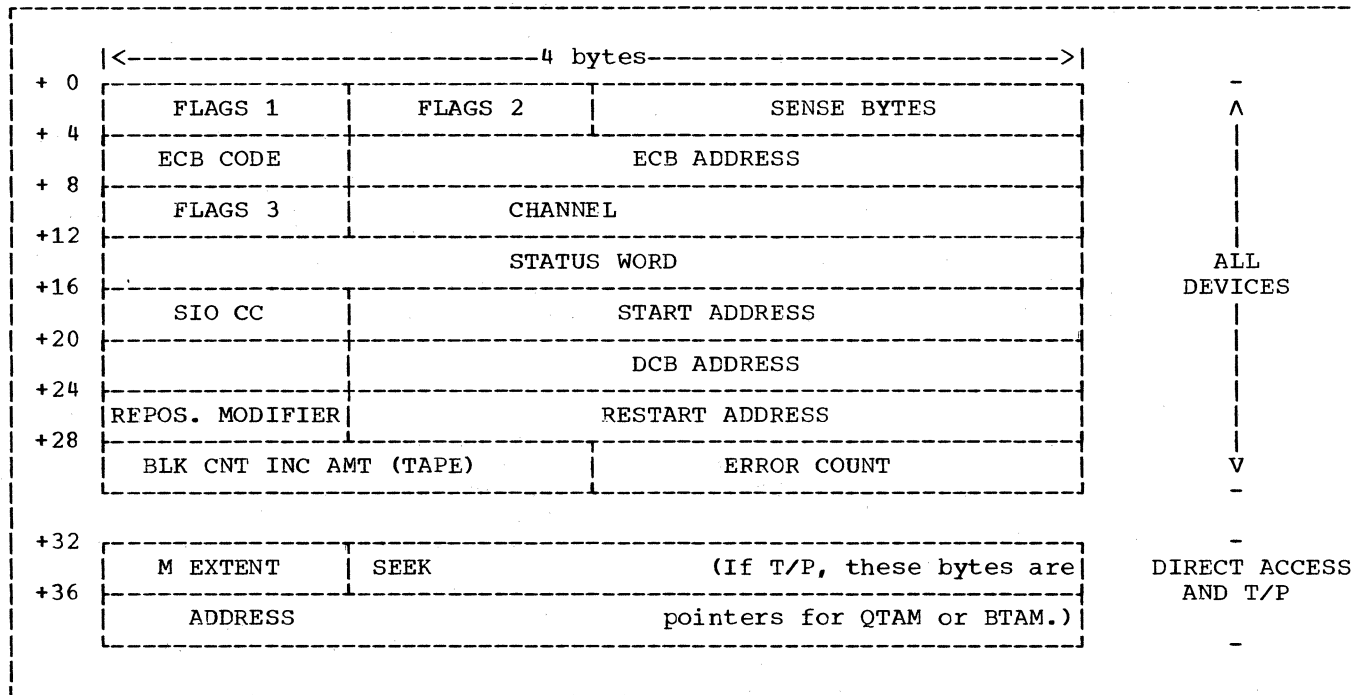 4 bytes
+ 0
FLAGS 1 FLAGS 2 SENSE BYTES
+ 4
ECB CODE ECB ADDRESS
+ 8
FLAGS 3 CHANNEL
+12
STATUS WORD ALL
+16 DEVICES
SIO CC START ADDRESS
+20
DCB ADDRESS
+24
REPOS. MODIFIER RESTART ADDRESS
+28
BLK CNT INC AMT (TAPE) ERROR COUNT
+32
M EXTENT SEEK (If T/P, these bytes are DIRECT ACCESS
+36 AND T/P
ADDRESS pointers for QTAM or BTAM.)